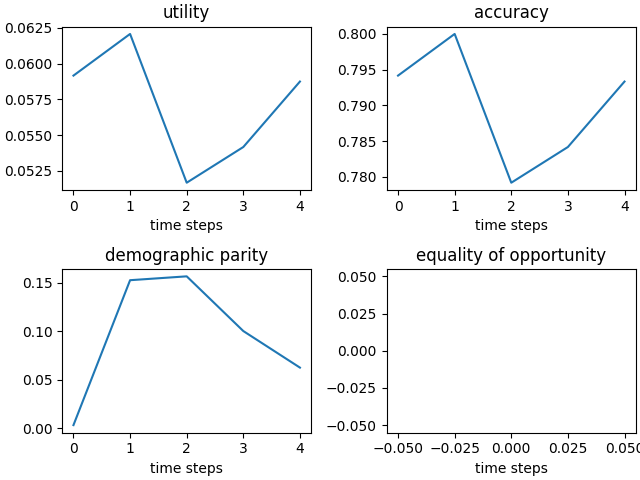 utility
0.0625
0.0600
0.0575
0.0550
0.0525
0 1 2 3 4
time steps
accuracy
0.800
0.795
0.790
0.785
0.780
0 1 2 3 4
time steps
demographic parity
0.15
0.10
0.05
0.00
0 1 2 3 4
time steps
equality of opportunity
0.050
0.025
0.000
−0.025
−0.050
−0.050 −0.025 0.000 0.025 0.050
time steps